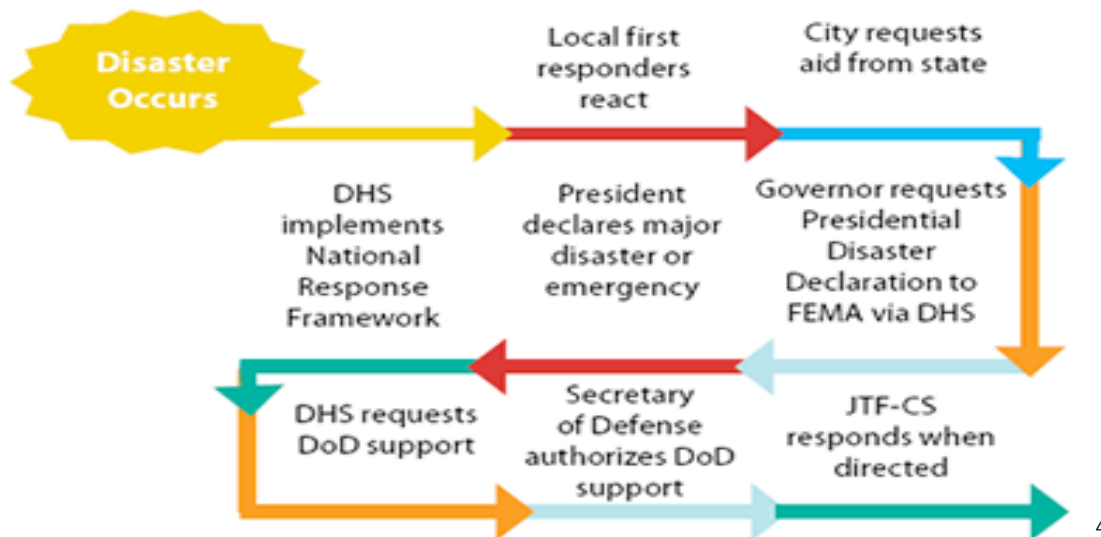 Disaster
Occurs
Local first
responders
react
City requests
aid from state
Governor requests
Presidential
Disaster
Declaration to
FEMA via DHS
President
declares major
disaster or
emergency
DHS
implements
National
Response
Framework
DHS requests
DoD support
Secretary
of Defense
authorizes DoD
support
JTF-CS
responds when
directed